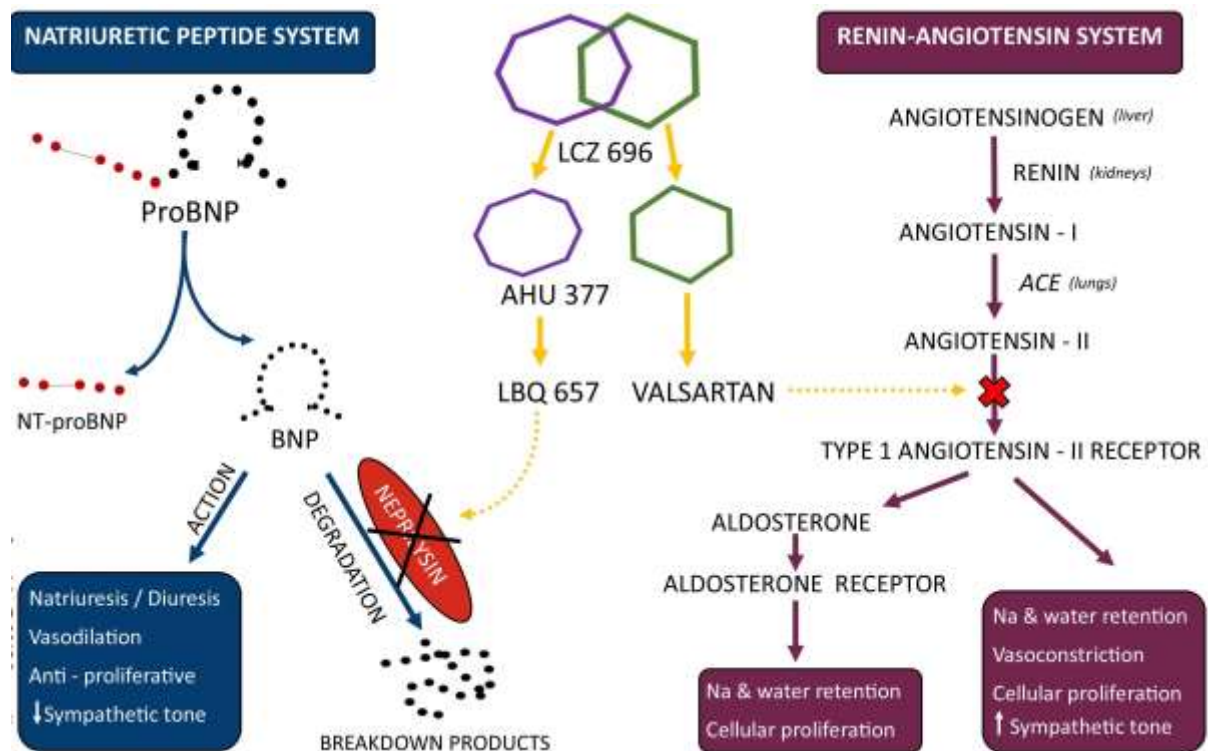 NATRIURETIC PEPTIDE SYSTEM
ProBNP
NT-proBNP
BNP
ACTION
DEGRADATION
NEPRILYSIN
Natriuresis / Diuresis
Vasodilation
Anti - proliferative
↓Sympathetic tone
BREAKDOWN PRODUCTS
LCZ 696
AHU 377
LBQ 657
VALSARTAN
RENIN-ANGIOTENSIN SYSTEM
ANGIOTENSINOGEN (liver)
RENIN (kidneys)
ANGIOTENSIN - I
ACE (lungs)
ANGIOTENSIN - II
TYPE 1 ANGIOTENSIN - II RECEPTOR
ALDOSTERONE
ALDOSTERONE RECEPTOR
Na & water retention
Cellular proliferation
Na & water retention
Vasoconstriction
Cellular proliferation
↑ Sympathetic tone